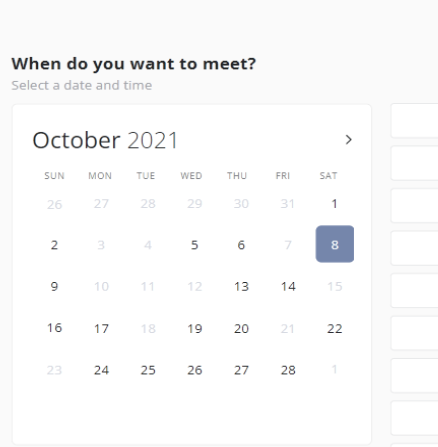 When do you want to meet?
Select a date and time
October 2021
SUN MON TUE WED THU FRI SAT
26 27 28 29 30 31 1
2 3 4 5 6 7 8
9 10 11 12 13 14 15
16 17 18 19 20 21 22
23 24 25 26 27 28 1